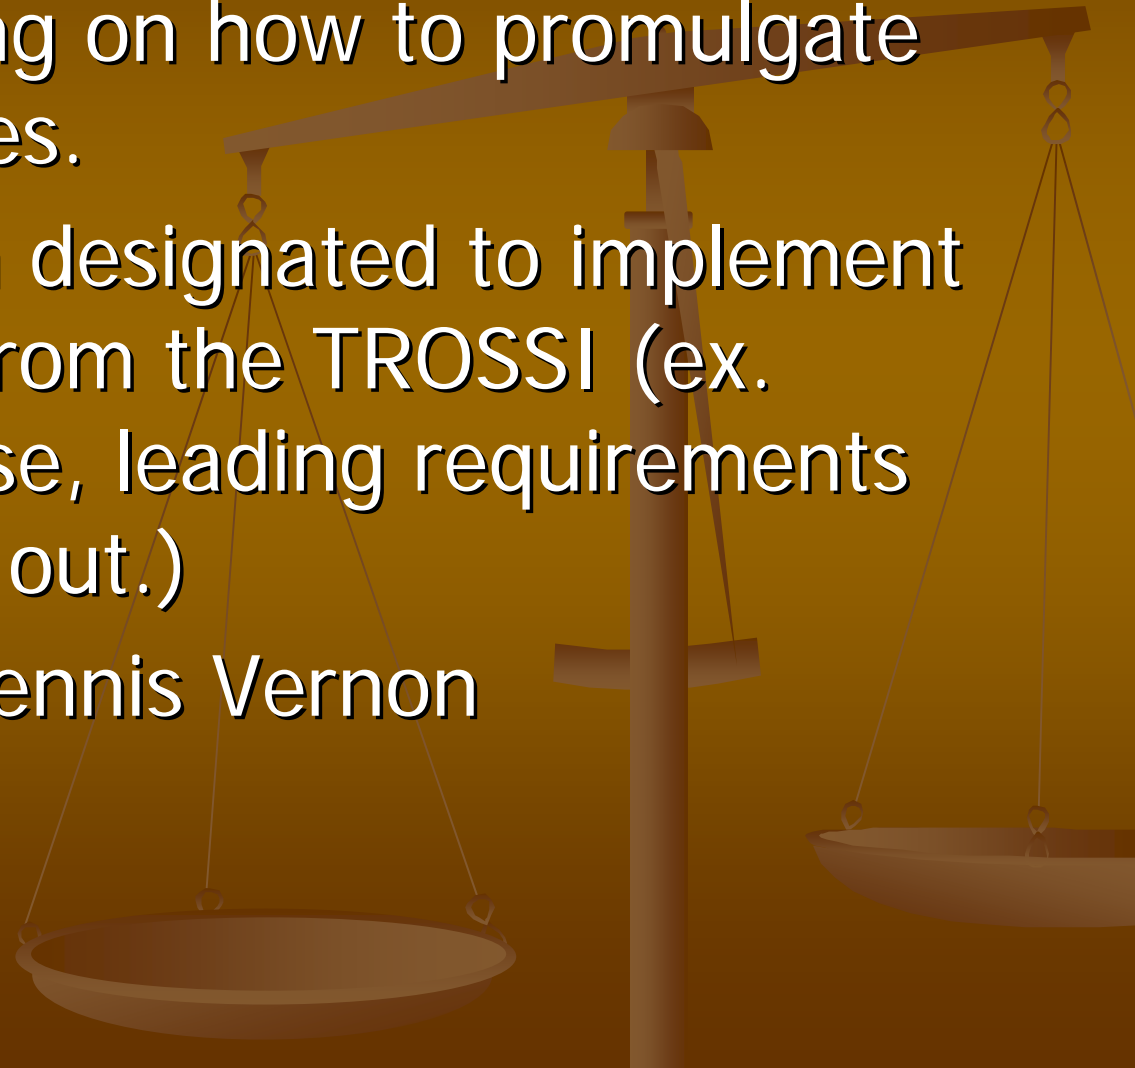 ng on how to promulgate
es.
designated to implement
rom the TROSSI (ex.
se, leading requirements
out.)
ennis Vernon